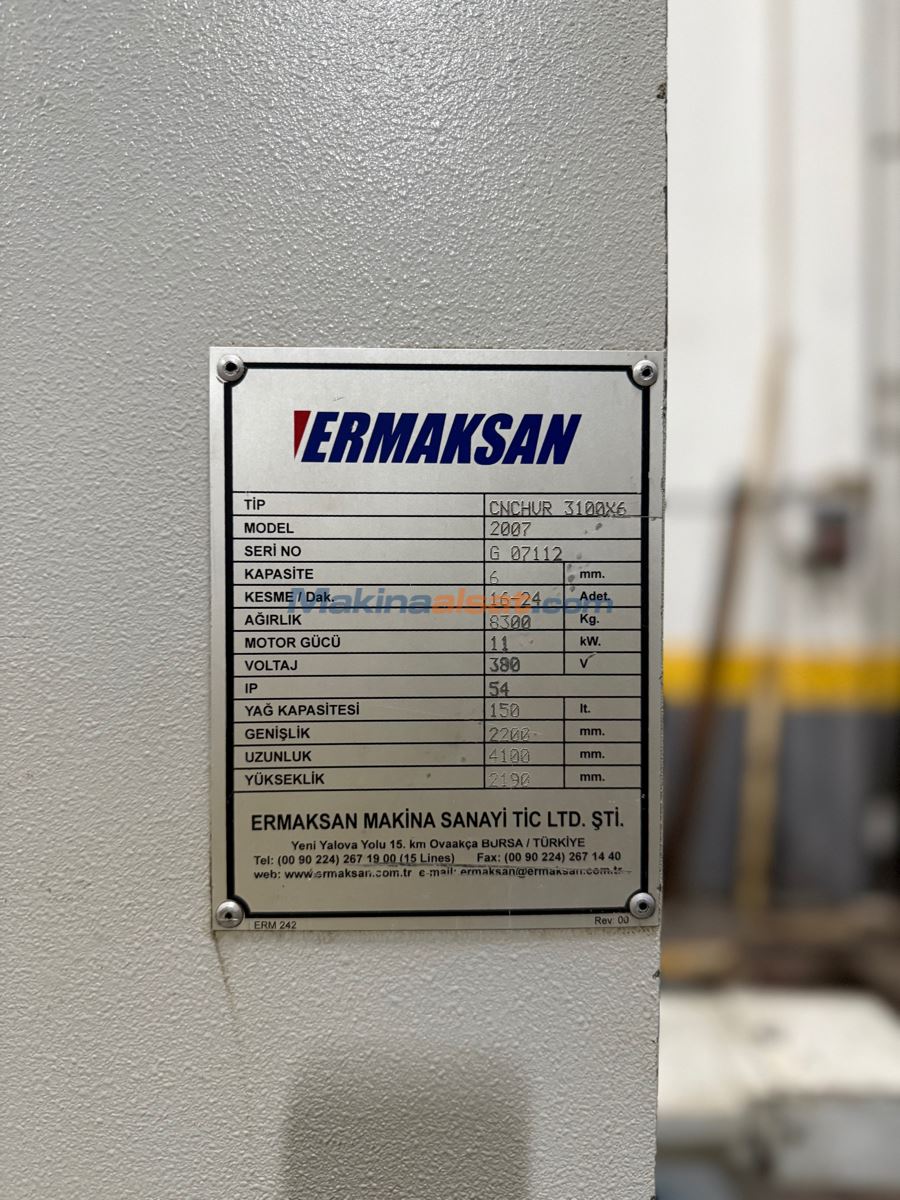 ERMAKSAN
TİP CNCHVR 3100X6
MODEL 2007
SERİ NO G 07112
KAPASİTE 6 mm.
KESME / Dak. 16-24 Adet.
Makinaalsat.com
AĞIRLIK 8300 Kg.
MOTOR GÜCÜ 11 kW.
VOLTAJ 380 V
IP 54
YAĞ KAPASİTESİ 150 lt.
GENİŞLİK 2200 mm.
UZUNLUK 4100 mm.
YÜKSEKLİK 2190 mm.
ERMAKSAN MAKİNA SANAYİ TİC LTD. ŞTİ.
Yeni Yalova Yolu 15. km Ovaakça BURSA / TÜRKİYE
Tel: (00 90 224) 267 19 00 (15 Lines) Fax: (00 90 224) 267 14 40
web: www.ermaksan.com.tr e-mail: ermaksan@ermaksan.com.tr
ERM 242 Rev: 00